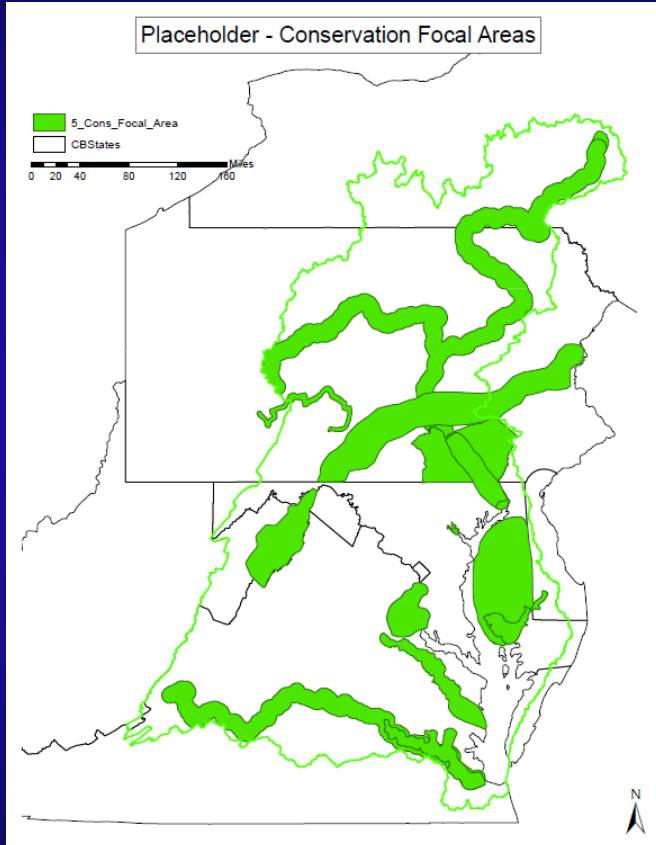 Placeholder - Conservation Focal Areas
5_Cons_Focal_Area
CBStates
Miles
0 20 40 80 120 160
N